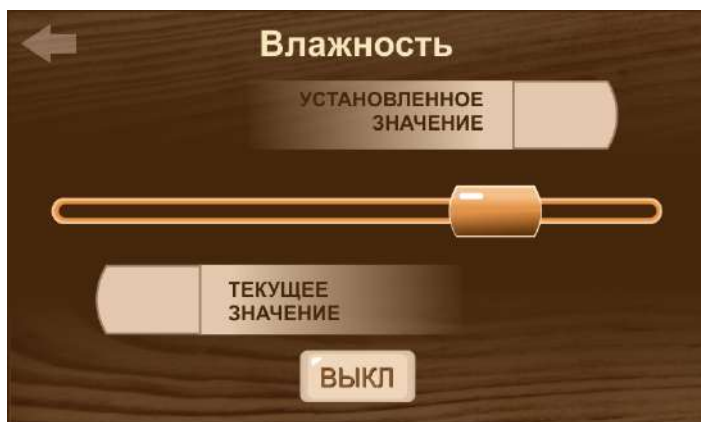 Влажность
УСТАНОВЛЕННОЕ
ЗНАЧЕНИЕ
ТЕКУЩЕЕ
ЗНАЧЕНИЕ
ВЫКЛ